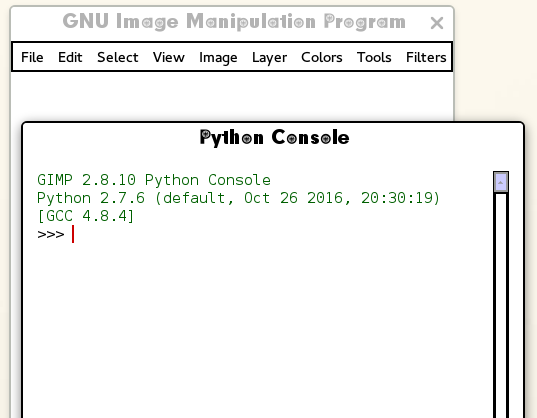 GNU Image Manipulation Program ×
File Edit Select View Image Layer Colors Tools Filters
Python Console
GIMP 2.8.10 Python Console
Python 2.7.6 (default, Oct 26 2016, 20:30:19)
[GCC 4.8.4]
>>>